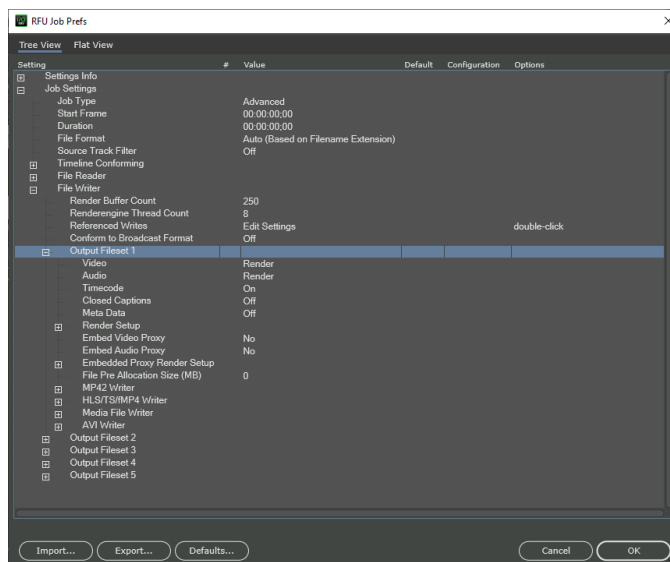 RFU Job Prefs
Tree View Flat View
Setting # Value Default Configuration Options
Settings Info
Job Settings
Job Type Advanced
Start Frame 00:00:00;00
Duration 00:00:00;00
File Format Auto (Based on Filename Extension)
Source Track Filter Off
Timeline Conforming
File Reader
File Writer
Render Buffer Count 250
Renderengine Thread Count 8
Referenced Writes Edit Settings double-click
Conform to Broadcast Format Off
Output Fileset 1
Video Render
Audio Render
Timecode On
Closed Captions Off
Meta Data Off
Render Setup
Embed Video Proxy No
Embed Audio Proxy No
Embedded Proxy Render Setup
File Pre Allocation Size (MB) 0
MP42 Writer
HLS/TS/fMP4 Writer
Media File Writer
AVI Writer
Output Fileset 2
Output Fileset 3
Output Fileset 4
Output Fileset 5
Import... Export... Defaults... Cancel OK